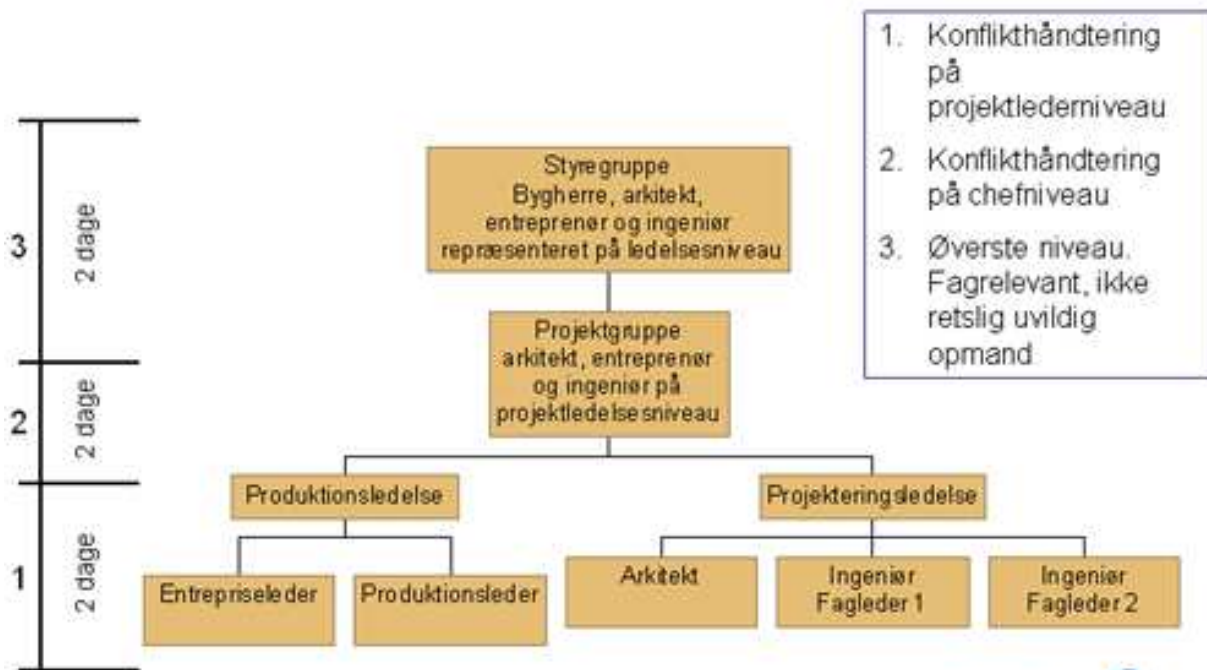 1. Konflikthåndtering
på
projektlederniveau
2. Konflikthåndtering
på chefniveau
3. Øverste niveau.
Fagrelevant, ikke
retslig uvildig
opmand
3
2 dage
Styregruppe
Bygherre, arkitekt,
entreprenør og ingeniør
repræsenteret på ledelsesniveau
Projektgruppe
arkitekt, entreprenør
og ingeniør på
projektledelsesniveau
2
2 dage
Produktionsledelse
Projekteringsledelse
1
2 dage
Entrepriseleder
Produktionsleder
Arkitekt
Ingeniør
Fagleder 1
Ingeniør
Fagleder 2